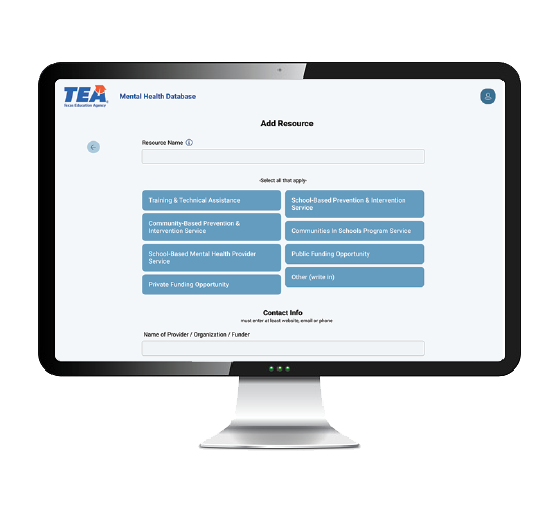 TEA
Texas Education Agency
Mental Health Database
Add Resource
Resource Name
-Select all that apply-
Training & Technical Assistance
School-Based Prevention & Intervention
Service
Community-Based Prevention &
Intervention Service
Communities In Schools Program Service
School-Based Mental Health Provider
Service
Public Funding Opportunity
Private Funding Opportunity
Other (write in)
Contact Info
must enter at least website, email or phone
Name of Provider / Organization / Funder